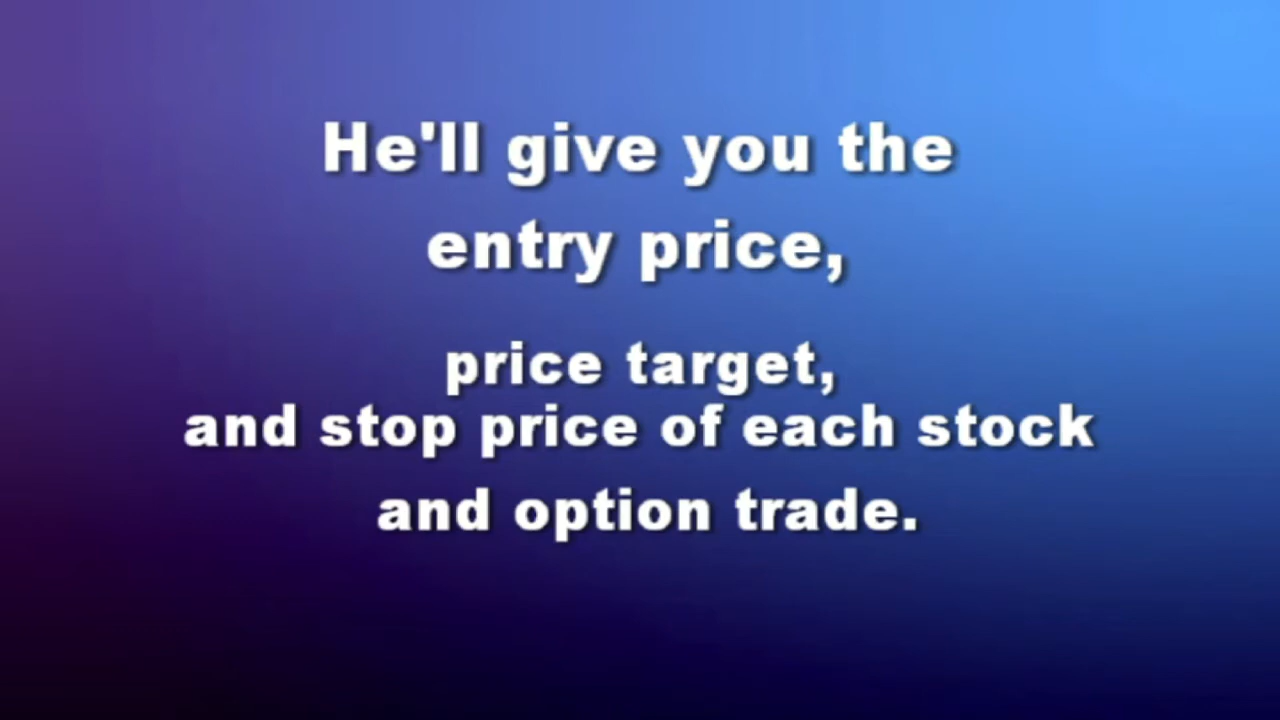 He'll give you the
entry price,
price target,
and stop price of each stock
and option trade.